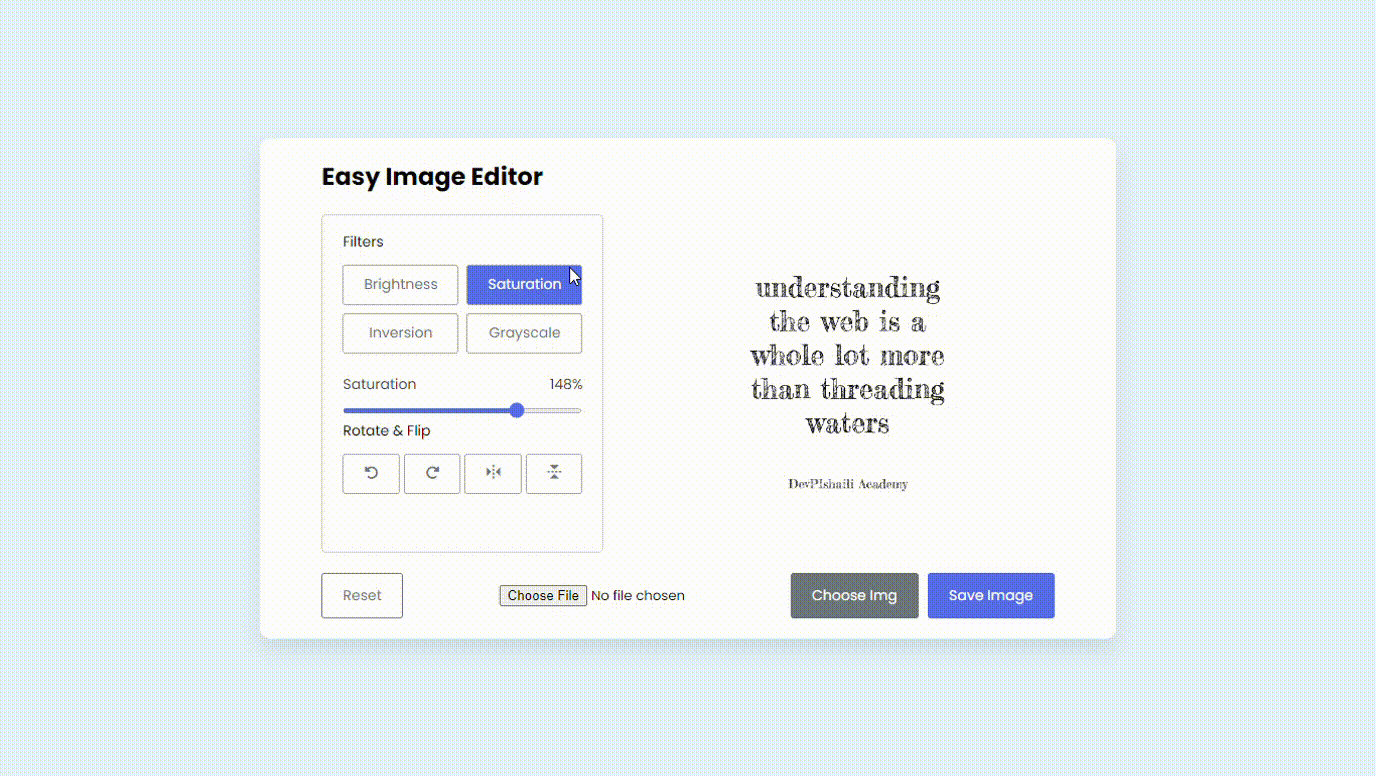 Easy Image Editor
Filters
Brightness
Saturation
Inversion
Grayscale
Saturation 148%
Rotate & Flip
understanding
the web is a
whole lot more
than threading
waters
DevPIshaili Academy
Reset
Choose File No file chosen
Choose Img
Save Image